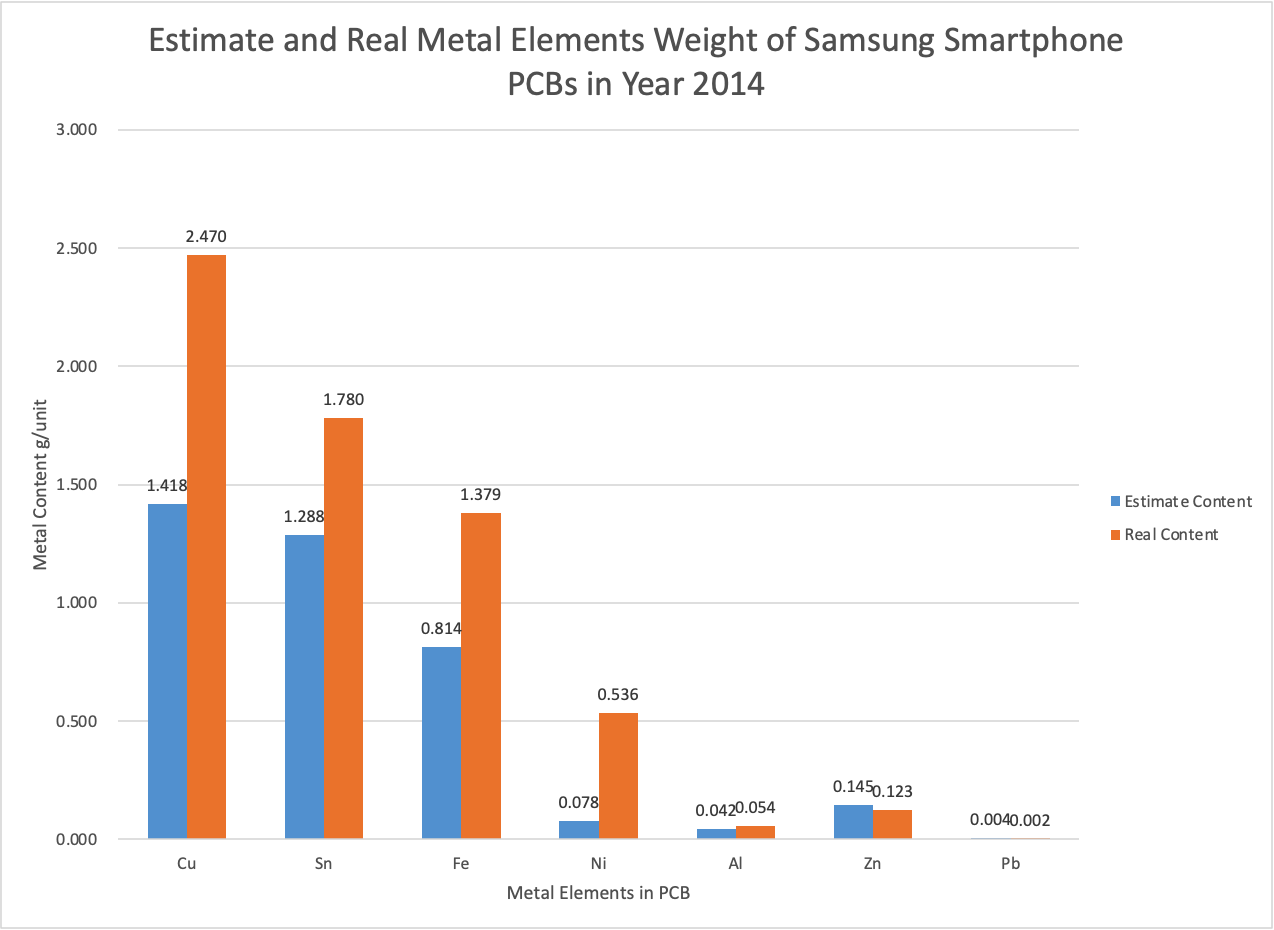 Estimate and Real Metal Elements Weight of Samsung Smartphone
PCBs in Year 2014
Metal Content g/unit
3.000
2.500
2.000
1.500
1.000
0.500
0.000
2.470
1.780
1.418
1.379
1.288
0.814
0.536
0.078
0.042
0.054
0.145
0.123
0.004
0.002
Estimate Content
Real Content
Cu
Sn
Fe
Ni
Al
Zn
Pb
Metal Elements in PCB